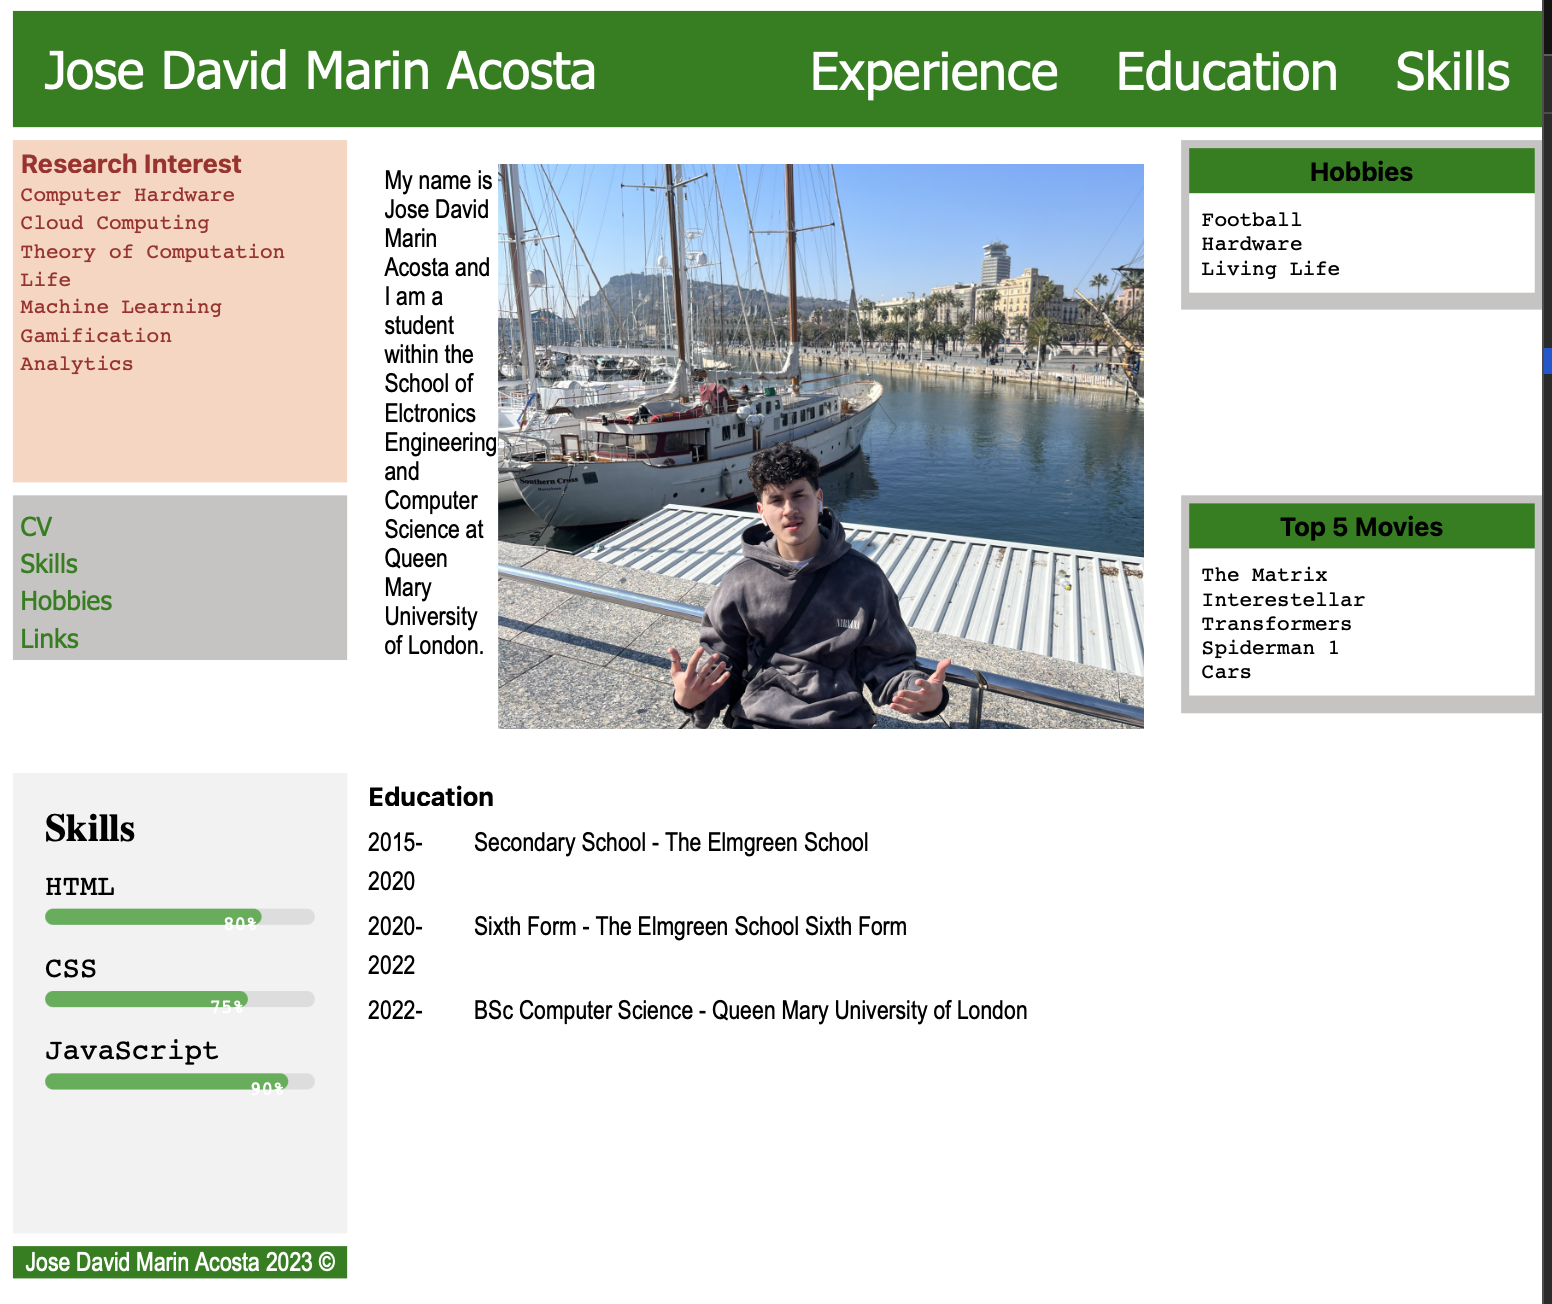 Jose David Marin Acosta
Experience Education Skills
Research Interest
Computer Hardware
Cloud Computing
Theory of Computation
Life
Machine Learning
Gamification
Analytics
CV
Skills
Hobbies
Links
My name is
Jose David
Marin
Acosta and
I am a
student
within the
School of
Elctronics
Engineering
and
Computer
Science at
Queen
Mary
University
of London.
Southern Cross
NIRVANA
Hobbies
Football
Hardware
Living Life
Top 5 Movies
The Matrix
Interestellar
Transformers
Spiderman 1
Cars
Skills
HTML
80%
CSS
75%
JavaScript
90%
Education
2015- Secondary School - The Elmgreen School
2020
2020- Sixth Form - The Elmgreen School Sixth Form
2022
2022- BSc Computer Science - Queen Mary University of London
Jose David Marin Acosta 2023 ©